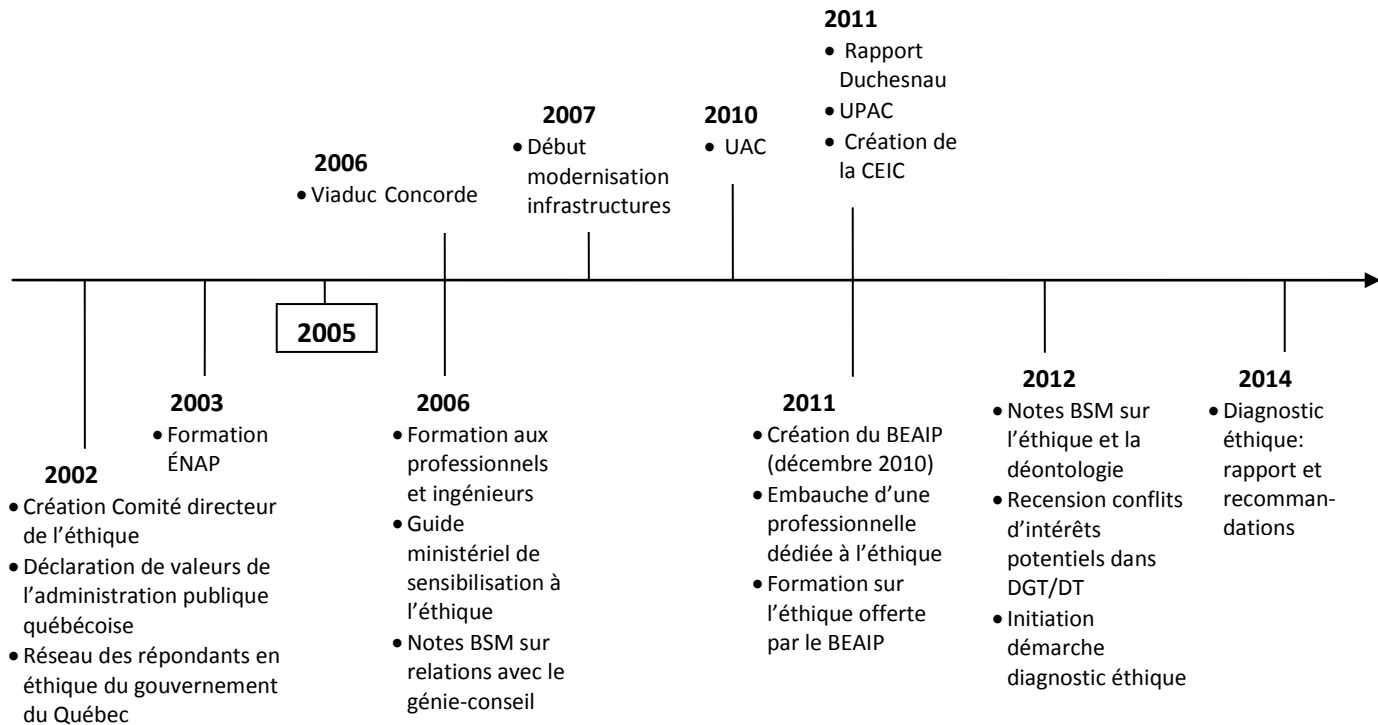 2011
• Rapport
Duchesnau
• UPAC
• Création de
la CEIC
2010
• UAC
2007
• Début
modernisation
infrastructures
2006
• Viaduc Concorde
2005
2002
• Création Comité directeur
de l’éthique
• Déclaration de valeurs de
l’administration publique
québécoise
• Réseau des répondants en
éthique du gouvernement
du Québec
2003
• Formation
ÉNAP
2006
• Formation aux
professionnels
et ingénieurs
• Guide
ministériel de
sensibilisation à
l’éthique
• Notes BSM sur
relations avec le
génie-conseil
2011
• Création du BEAIP
(décembre 2010)
• Embauche d’une
professionnelle
dédiée à l’éthique
• Formation sur
l’éthique offerte
par le BEAIP
2012
• Notes BSM sur
l’éthique et la
déontologie
• Recension conflits
d’intérêts
potentiels dans
DGT/DT
• Initiation
démarche
diagnostic éthique
2014
• Diagnostic
éthique:
rapport et
recomman-
dations